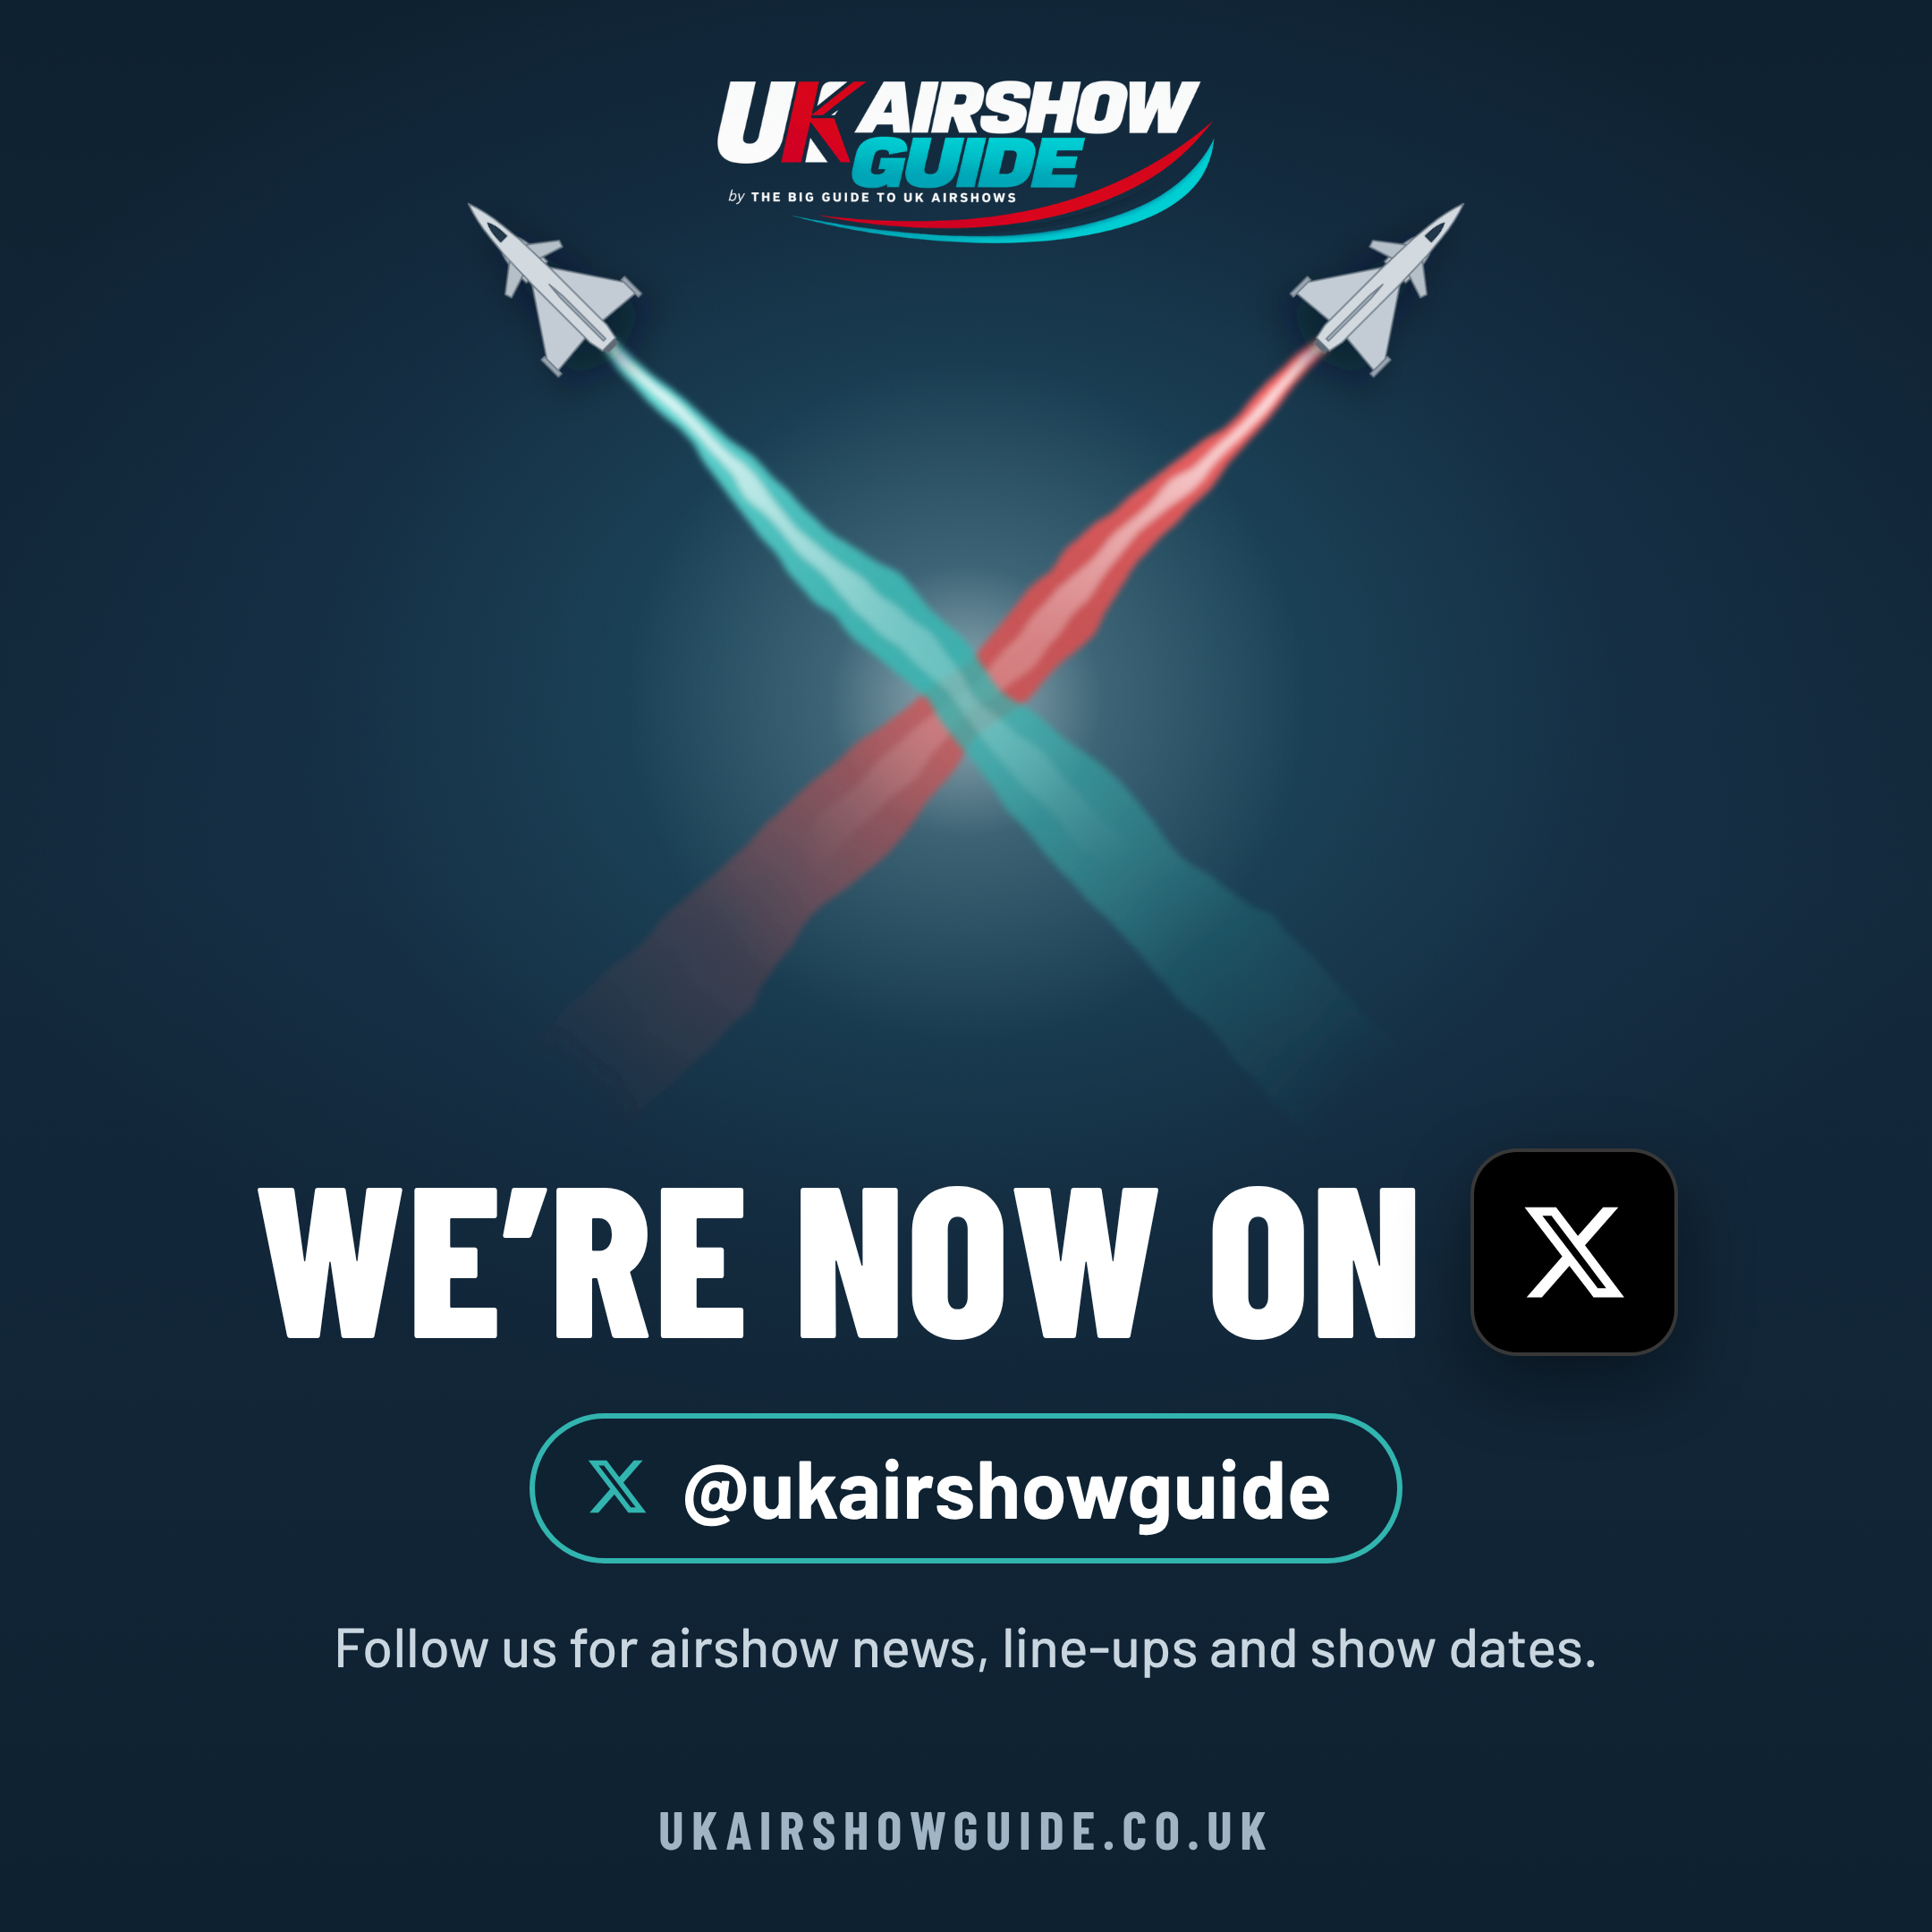 UK AIRSHOW
GUIDE
by THE BIG GUIDE TO UK AIRSHOWS
WE’RE NOW ON X
X @ukairshowguide
Follow us for airshow news, line-ups and show dates.
UKAIRSHOWGUIDE.CO.UK